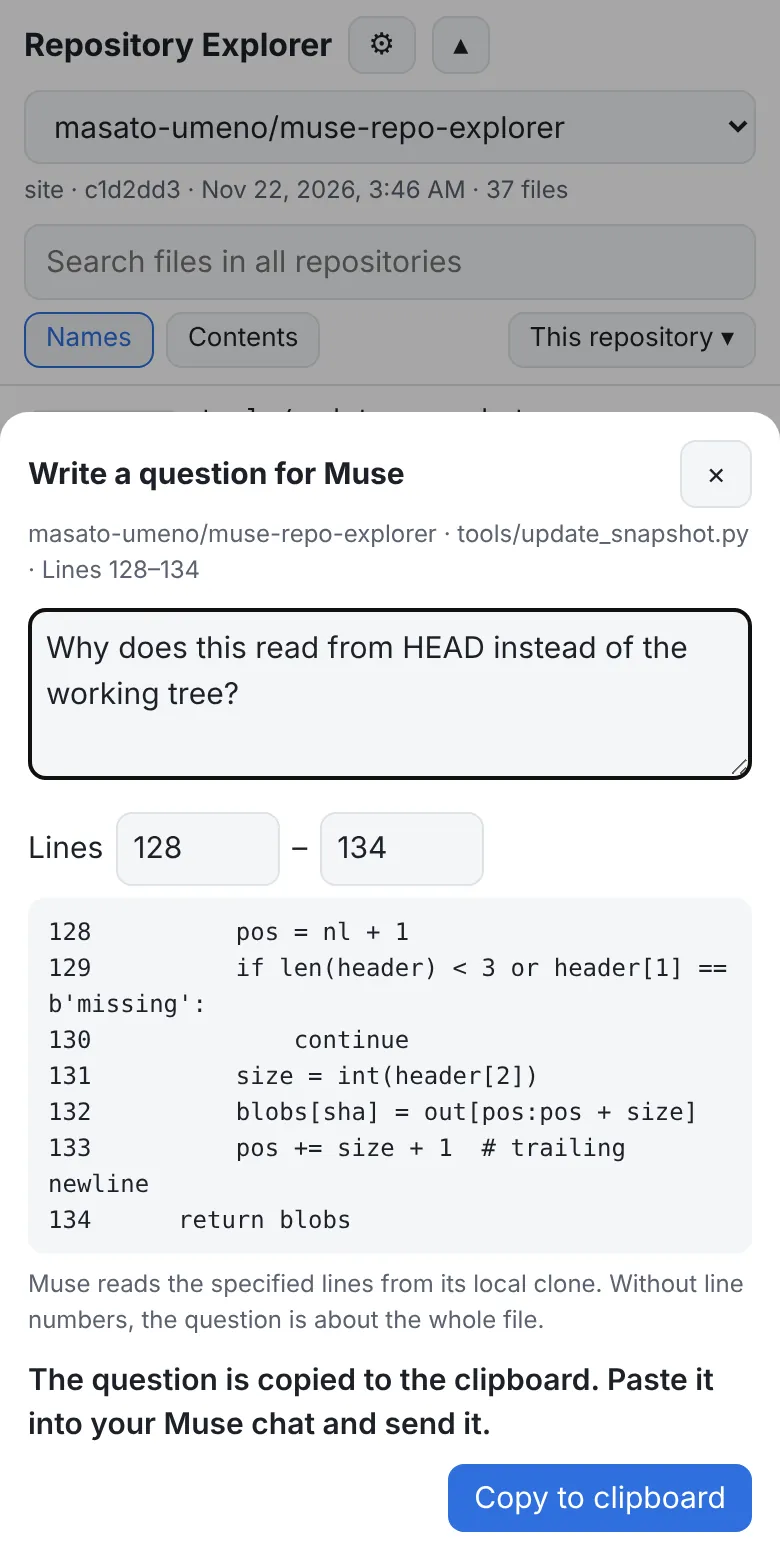 Repository Explorer ⚙ ▲
masato-umeno/muse-repo-explorer
site · c1d2dd3 · Nov 22, 2026, 3:46 AM · 37 files
Search files in all repositories
Names Contents This repository ▾
Write a question for Muse ×
masato-umeno/muse-repo-explorer · tools/update_snapshot.py
· Lines 128–134
Why does this read from HEAD instead of the
working tree?
Lines 128 – 134
128          pos = nl + 1
129          if len(header) < 3 or header[1] ==
b'missing':
130              continue
131          size = int(header[2])
132          blobs[sha] = out[pos:pos + size]
133          pos += size + 1  # trailing
newline
134      return blobs
Muse reads the specified lines from its local clone. Without line
numbers, the question is about the whole file.
The question is copied to the clipboard. Paste it
into your Muse chat and send it.
Copy to clipboard